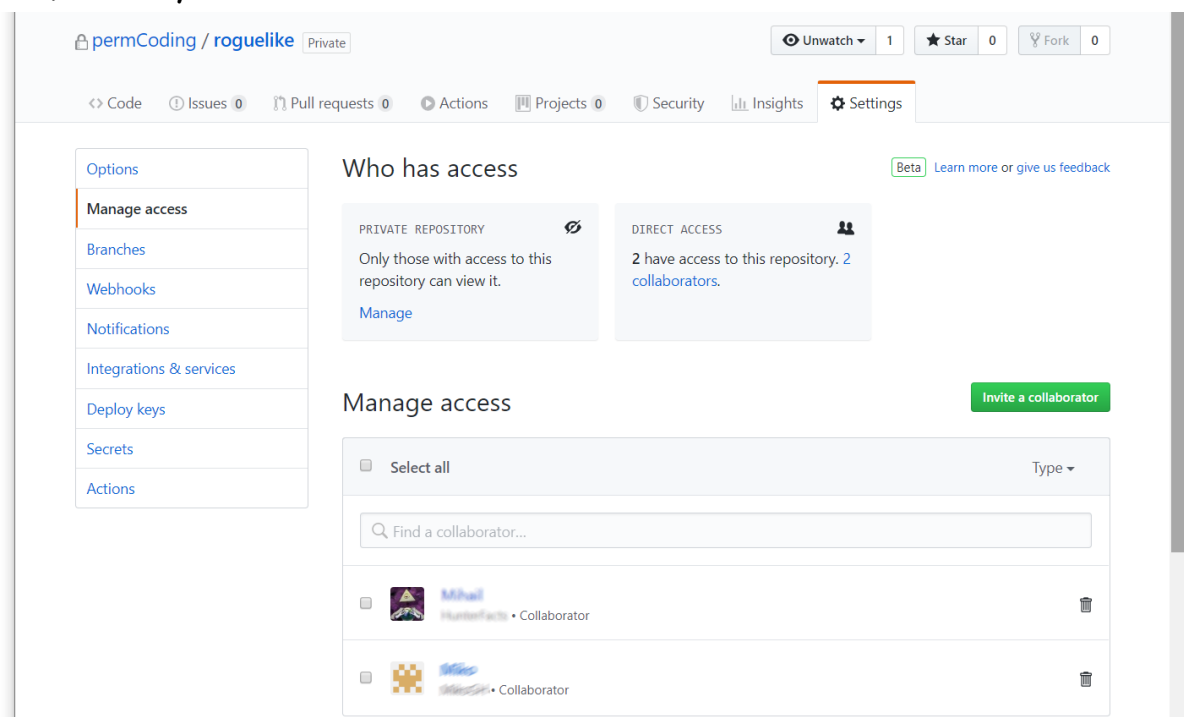 permCoding / roguelike Private
Unwatch 1 Star 0 Fork 0
Code Issues 0 Pull requests 0 Actions Projects 0 Security Insights Settings
Options
Manage access
Branches
Webhooks
Notifications
Integrations & services
Deploy keys
Secrets
Actions
Who has access
Beta Learn more or give us feedback
PRIVATE REPOSITORY
Only those with access to this
repository can view it.
Manage
DIRECT ACCESS
2 have access to this repository. 2
collaborators.
Manage access
Invite a collaborator
Select all
Type
Find a collaborator...
• Collaborator
• Collaborator